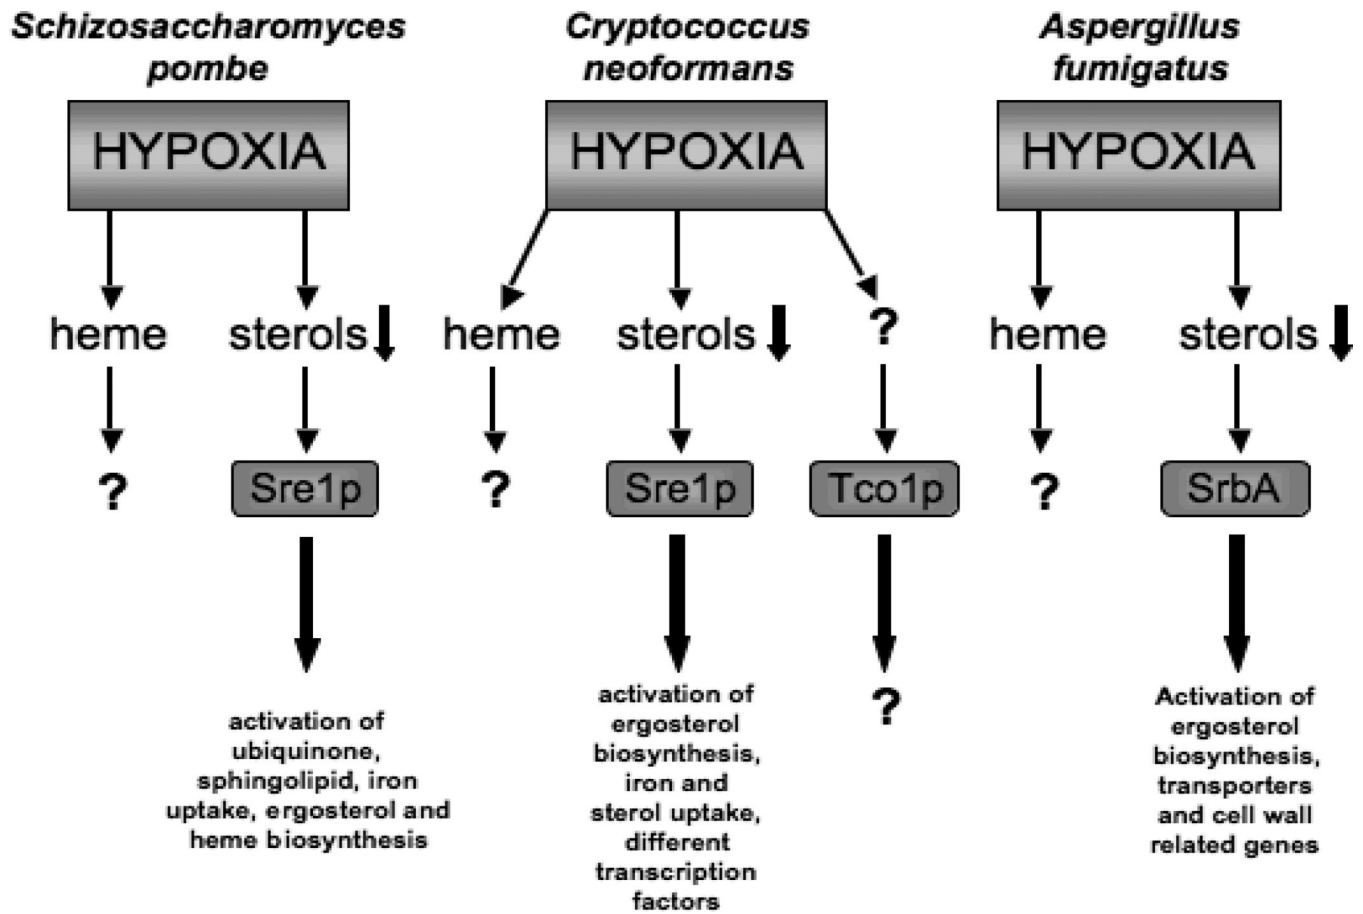 Schizosaccharomyces
pombe
HYPOXIA
heme
sterols
?
Sre1p
activation of
ubiquinone,
sphingolipid, iron
uptake, ergosterol and
heme biosynthesis
Cryptococcus
neoformans
HYPOXIA
heme
sterols
?
?
Sre1p
Tco1p
activation of
ergosterol
biosynthesis,
iron and
sterol uptake,
different
transcription
factors
?
Aspergillus
fumigatus
HYPOXIA
heme
sterols
?
SrbA
Activation of
ergosterol
biosynthesis,
transporters
and cell wall
related genes